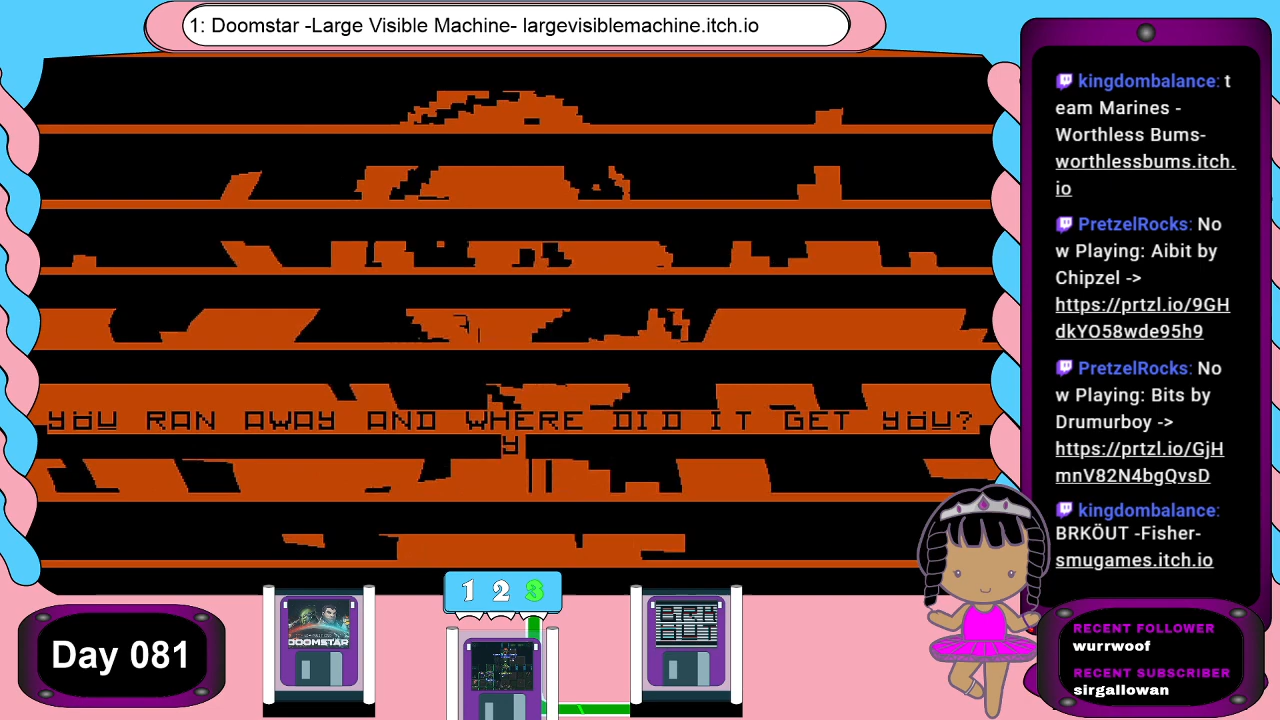 1: Doomstar -Large Visible Machine- largevisiblemachine.itch.io
kingdombalance: t
eam Marines -
Worthless Bums-
worthlessbums.itch.
io
PretzelRocks: No
w Playing: Aibit by
Chipzel ->
https://prtzl.io/9GH
dkYO58wde95h9
PretzelRocks: No
w Playing: Bits by
Drumurboy ->
https://prtzl.io/GjH
mnV82N4bgQvsD
kingdombalance:
BRKÖUT -Fisher-
smugames.itch.io
YÖU RAN AWAY AND WHERE DID IT GET YÖU?
y
1 2 3
Day 081
DOOMSTAR
RECENT FOLLOWER
wurrwoof
RECENT SUBSCRIBER
sirgallowan